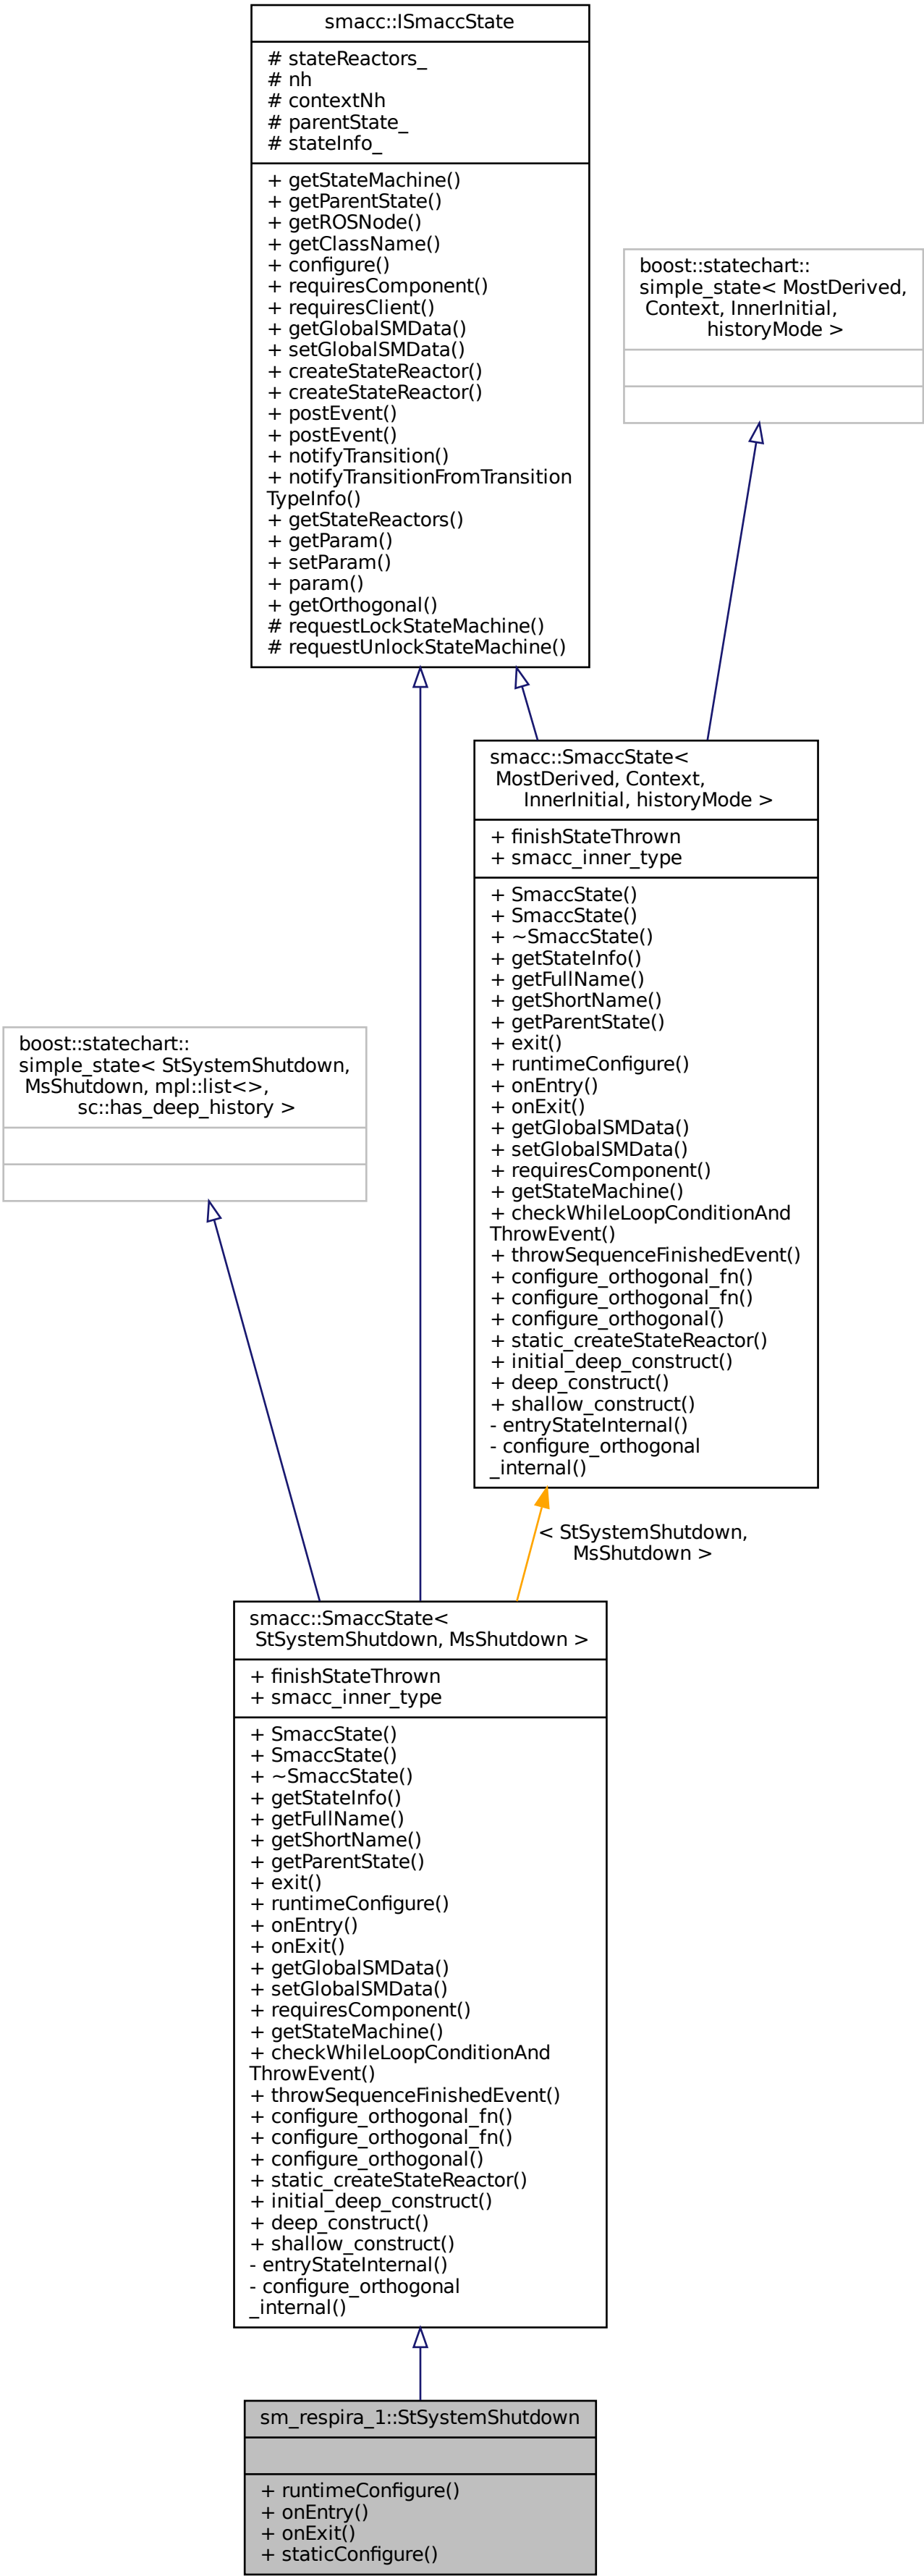 smacc::ISmaccState
# stateReactors_
# nh
# contextNh
# parentState_
# stateInfo_
+ getStateMachine()
+ getParentState()
+ getROSNode()
+ getClassName()
+ configure()
+ requiresComponent()
+ requiresClient()
+ getGlobalSMData()
+ setGlobalSMData()
+ createStateReactor()
+ createStateReactor()
+ postEvent()
+ postEvent()
+ notifyTransition()
+ notifyTransitionFromTransition
TypeInfo()
+ getStateReactors()
+ getParam()
+ setParam()
+ param()
+ getOrthogonal()
# requestLockStateMachine()
# requestUnlockStateMachine()
boost::statechart::
simple_state< MostDerived,
Context, InnerInitial,
historyMode >
smacc::SmaccState<
MostDerived, Context,
InnerInitial, historyMode >
+ finishStateThrown
+ smacc_inner_type
+ SmaccState()
+ SmaccState()
+ ~SmaccState()
+ getStateInfo()
+ getFullName()
+ getShortName()
+ getParentState()
+ exit()
+ runtimeConfigure()
+ onEntry()
+ onExit()
+ getGlobalSMData()
+ setGlobalSMData()
+ requiresComponent()
+ getStateMachine()
+ checkWhileLoopConditionAnd
ThrowEvent()
+ throwSequenceFinishedEvent()
+ configure_orthogonal_fn()
+ configure_orthogonal_fn()
+ configure_orthogonal()
+ static_createStateReactor()
+ initial_deep_construct()
+ deep_construct()
+ shallow_construct()
- entryStateInternal()
- configure_orthogonal
_internal()
boost::statechart::
simple_state< StSystemShutdown,
MsShutdown, mpl::list<>,
sc::has_deep_history >
< StSystemShutdown,
MsShutdown >
smacc::SmaccState<
StSystemShutdown, MsShutdown >
+ finishStateThrown
+ smacc_inner_type
+ SmaccState()
+ SmaccState()
+ ~SmaccState()
+ getStateInfo()
+ getFullName()
+ getShortName()
+ getParentState()
+ exit()
+ runtimeConfigure()
+ onEntry()
+ onExit()
+ getGlobalSMData()
+ setGlobalSMData()
+ requiresComponent()
+ getStateMachine()
+ checkWhileLoopConditionAnd
ThrowEvent()
+ throwSequenceFinishedEvent()
+ configure_orthogonal_fn()
+ configure_orthogonal_fn()
+ configure_orthogonal()
+ static_createStateReactor()
+ initial_deep_construct()
+ deep_construct()
+ shallow_construct()
- entryStateInternal()
- configure_orthogonal
_internal()
sm_respira_1::StSystemShutdown
+ runtimeConfigure()
+ onEntry()
+ onExit()
+ staticConfigure()